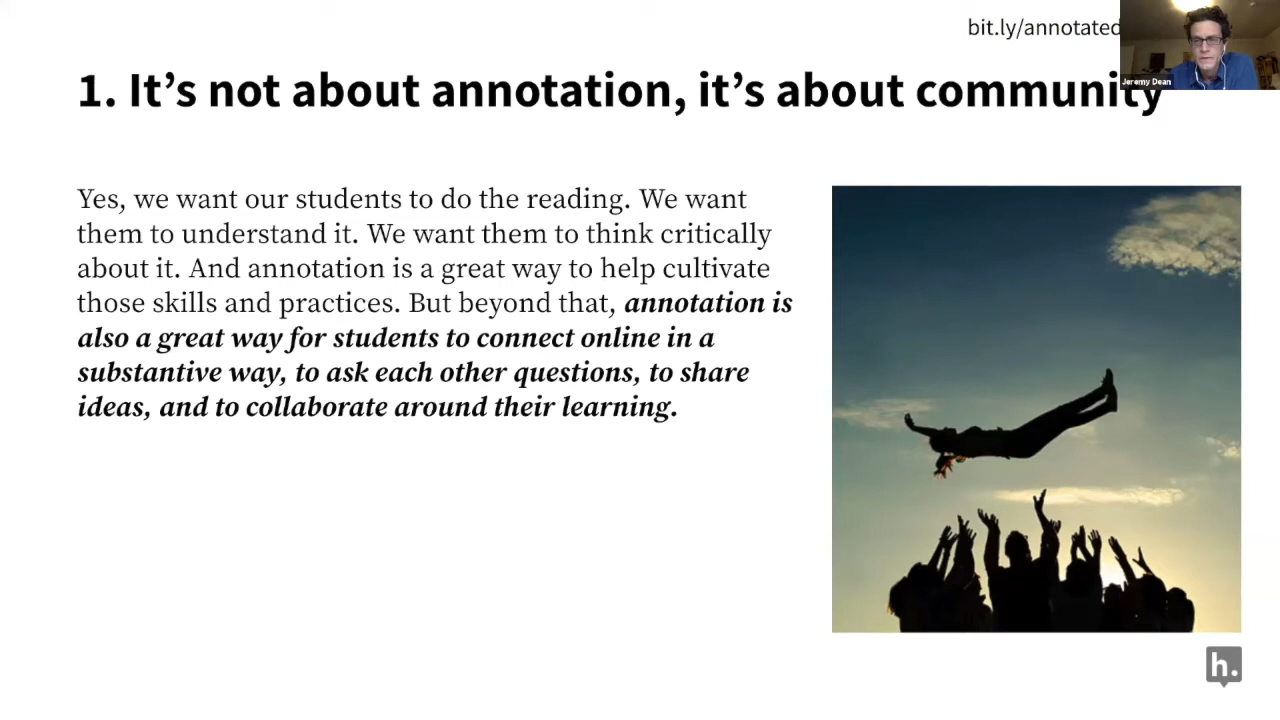 bit.ly/annotated
Jeremy Dean
1. It’s not about annotation, it’s about community
Yes, we want our students to do the reading. We want
them to understand it. We want them to think critically
about it. And annotation is a great way to help cultivate
those skills and practices. But beyond that, annotation is
also a great way for students to connect online in a
substantive way, to ask each other questions, to share
ideas, and to collaborate around their learning.
h.